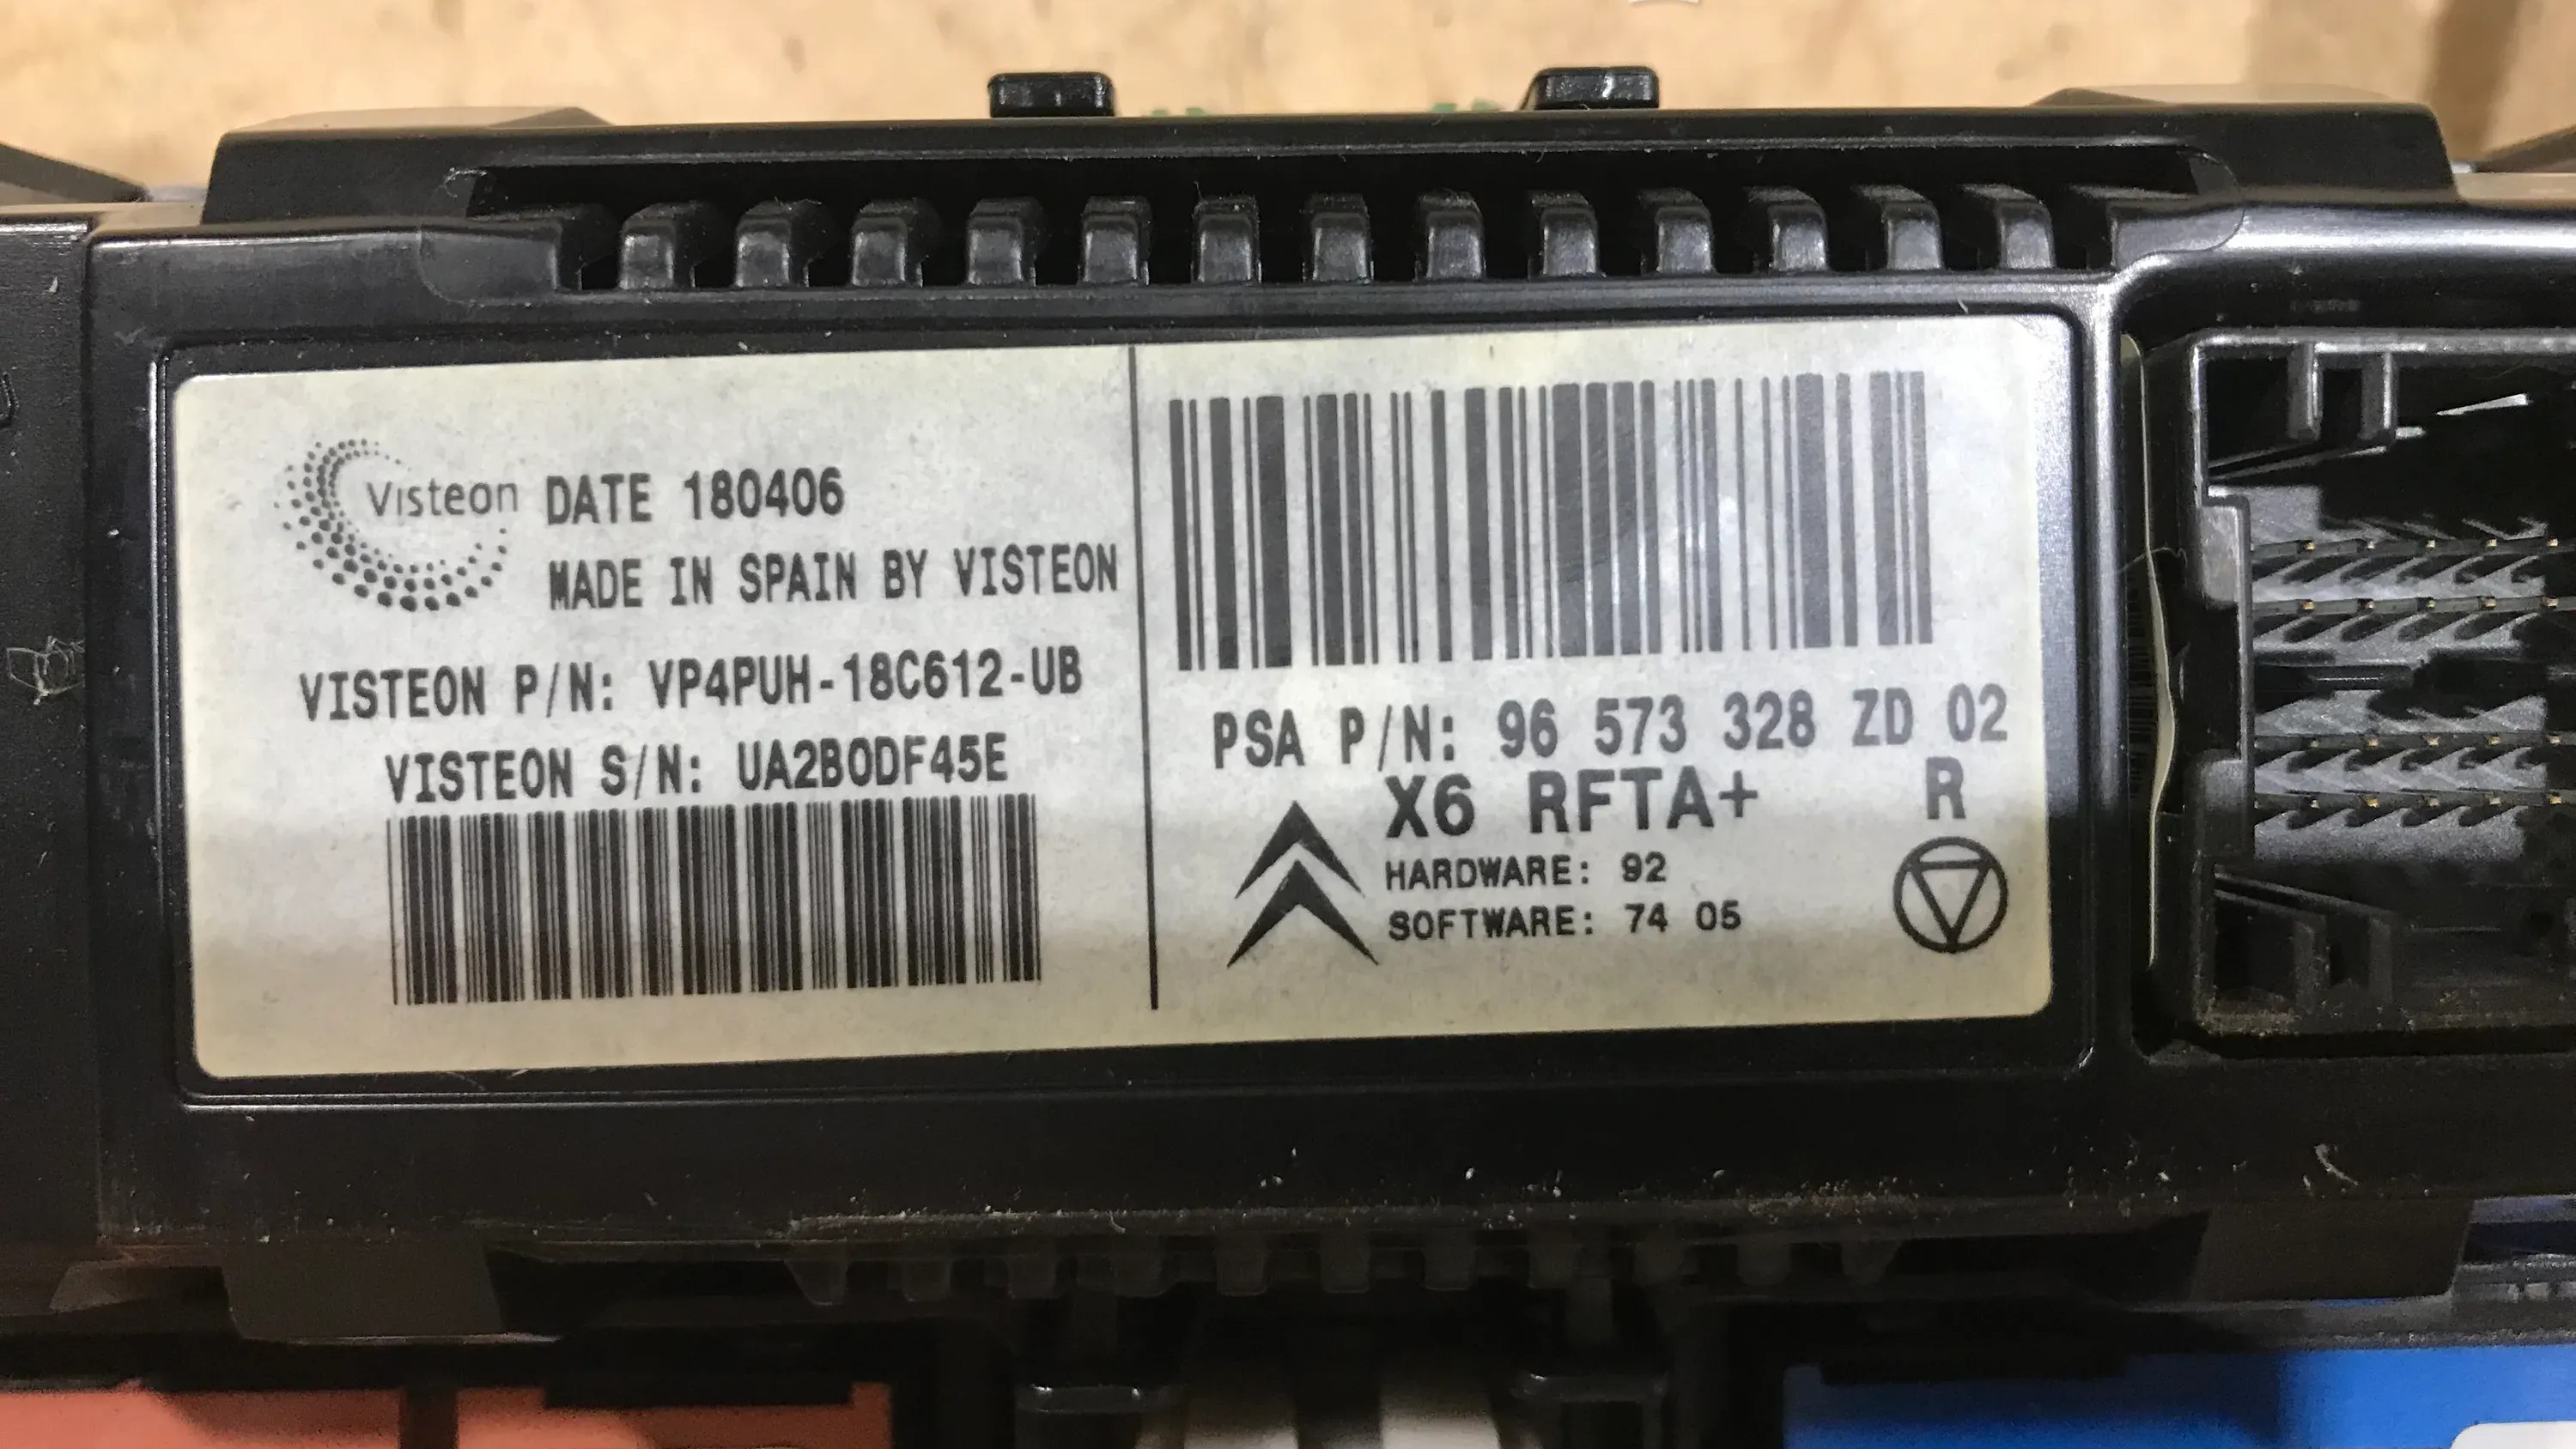 Visteon DATE 180406
MADE IN SPAIN BY VISTEON
VISTEON P/N: VP4PUH-18C612-UB
VISTEON S/N: UA2B0DF45E
PSA P/N: 96 573 328 ZD 02
X6 RFTA+ R
HARDWARE: 92
SOFTWARE: 74 05